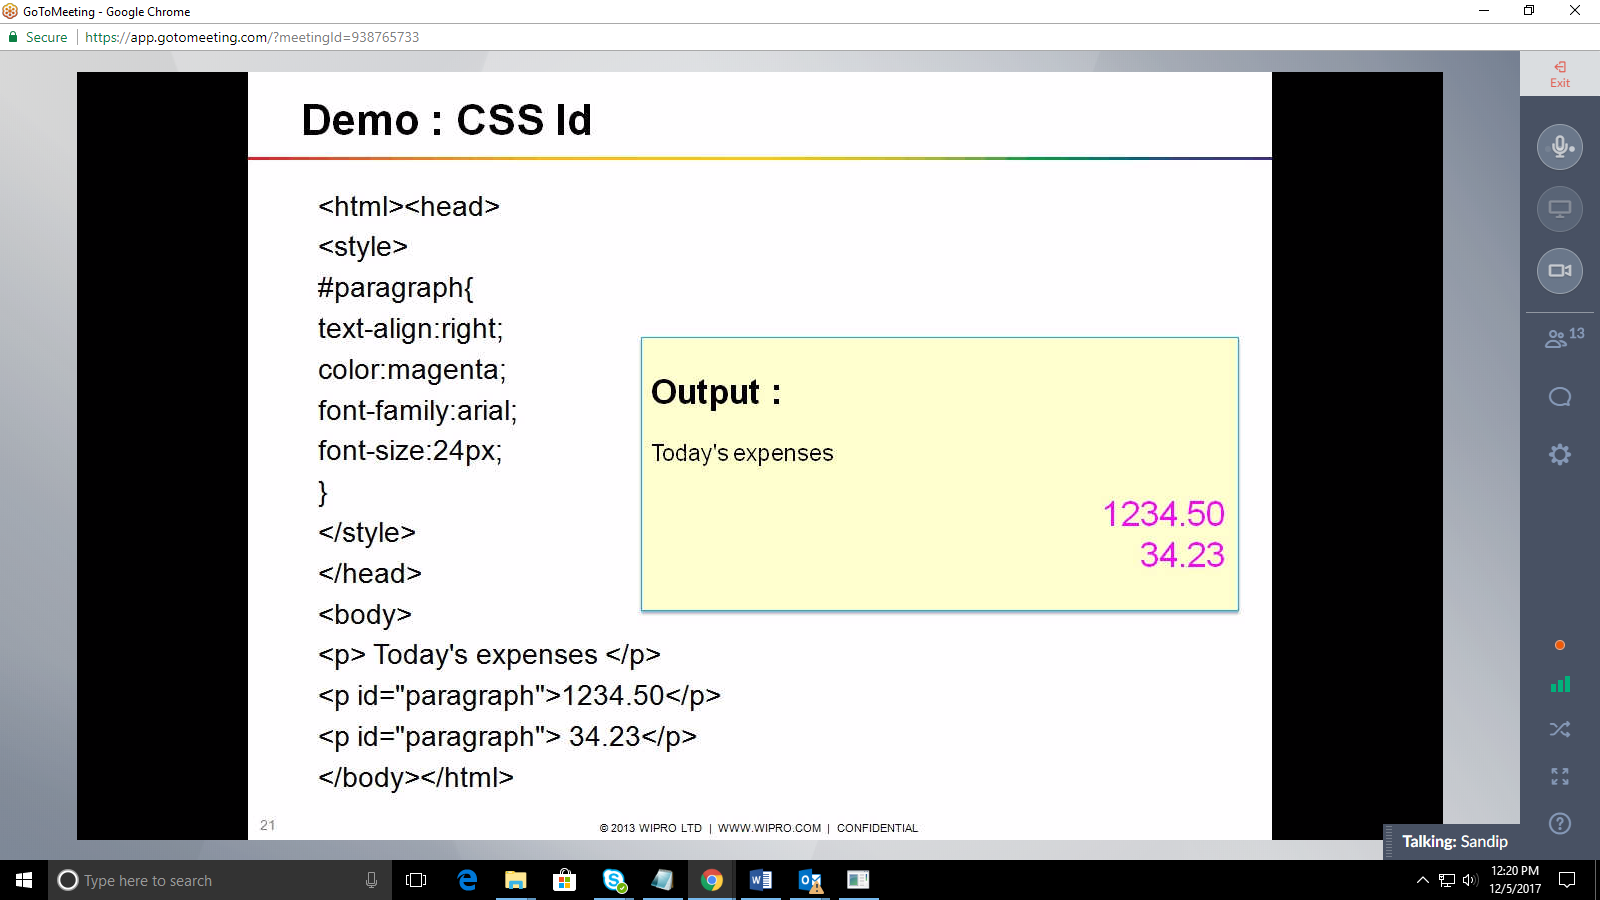 GoToMeeting - Google Chrome
Secure
https://app.gotomeeting.com/?meetingId=938765733
Exit
13
Demo : CSS Id
<html><head>
<style>
#paragraph{
text-align:right;
color:magenta;
font-family:arial;
font-size:24px;
}
</style>
</head>
<body>
<p> Today's expenses </p>
<p id="paragraph">1234.50</p>
<p id="paragraph"> 34.23</p>
</body></html>
Output :
Today's expenses
1234.50
34.23
21
© 2013 WIPRO LTD | WWW.WIPRO.COM | CONFIDENTIAL
Talking: Sandip
Type here to search
12:20 PM
12/5/2017